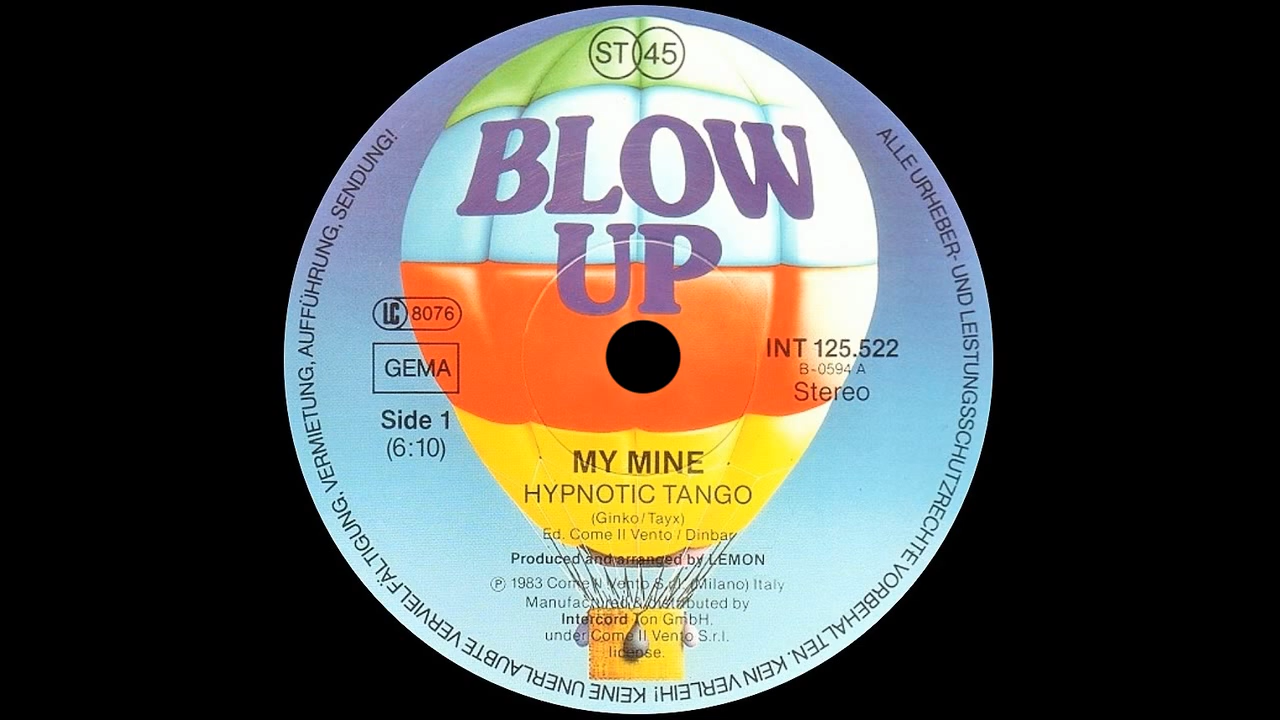 ST 45
BLOW
UP
LC 8076
GEMA
Side 1
(6:10)
INT 125.522
B-0594 A
Stereo
MY MINE
HYPNOTIC TANGO
(Ginko/Tayx)
Ed. Come Il Vento / Dinbar
Produced and arranged by LEMON
℗ 1983 Come Il Vento S.r.l. (Milano) Italy
Manufactured & distributed by
Intercord Ton GmbH.
under Come Il Vento S.r.l.
license.
ALLE URHEBER- UND LEISTUNGSSCHUTZRECHTE VORBEHALTEN. KEIN VERLEIH! KEINE UNERLAUBTE VERVIELFÄLTIGUNG, VERMIETUNG, AUFFÜHRUNG, SENDUNG!